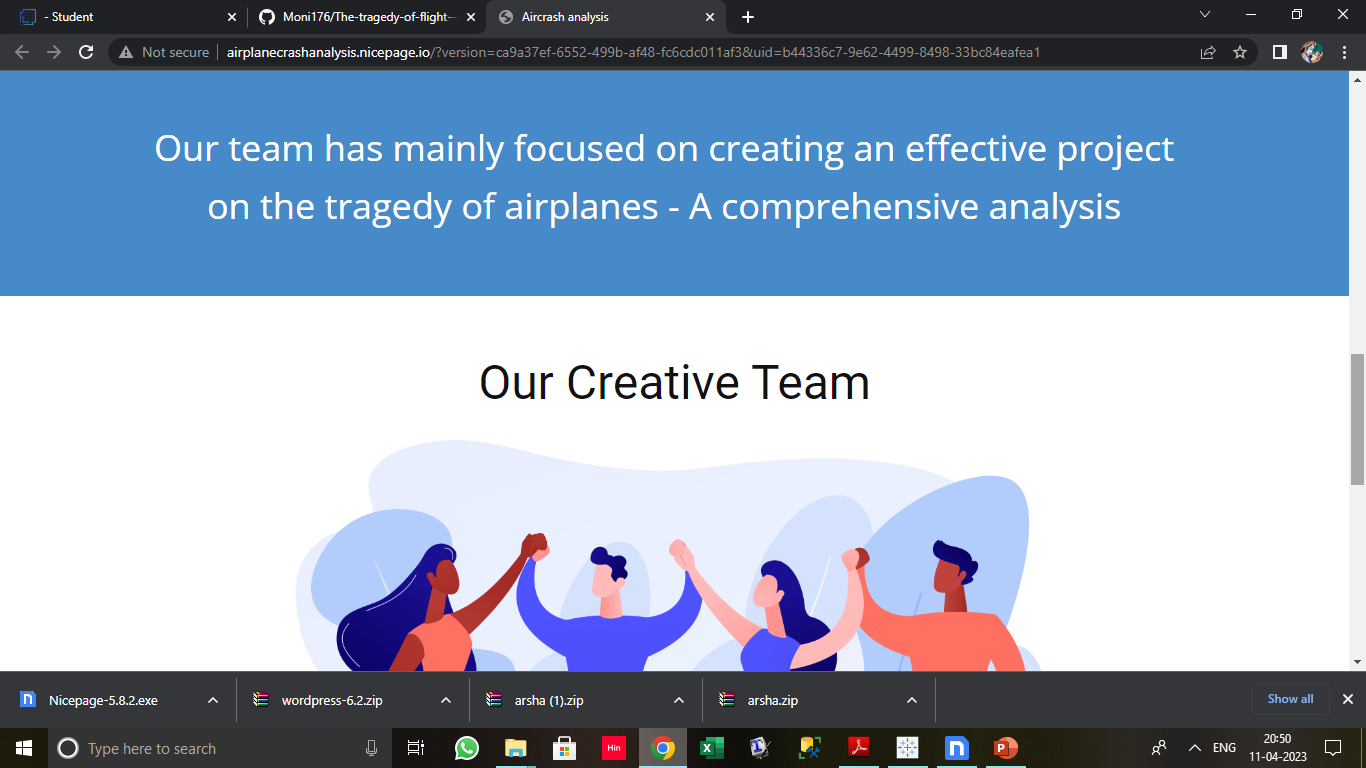 - Student
Moni176/The-tragedy-of-flight-
Aircrash analysis
Not secure
airplanecrashanalysis.nicepage.io/?version=ca9a37ef-6552-499b-af48-fc6cdc011af3&uid=b44336c7-9e62-4499-8498-33bc84eafea1
Our team has mainly focused on creating an effective project
on the tragedy of airplanes - A comprehensive analysis
Our Creative Team
Nicepage-5.8.2.exe
wordpress-6.2.zip
arsha (1).zip
arsha.zip
Show all
Type here to search
Hin
ENG
20:50
11-04-2023